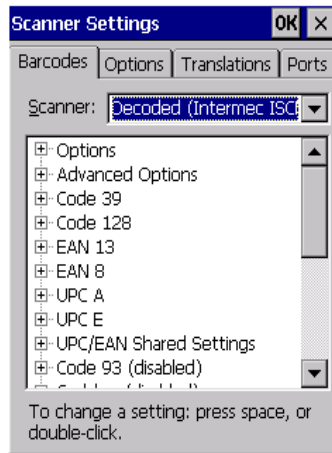 Scanner Settings OK
Barcodes Options Translations Ports
Scanner: Decoded (Intermec ISC
Options
Advanced Options
Code 39
Code 128
EAN 13
EAN 8
UPC A
UPC E
UPC/EAN Shared Settings
Code 93 (disabled)
To change a setting: press space, or
double-click.